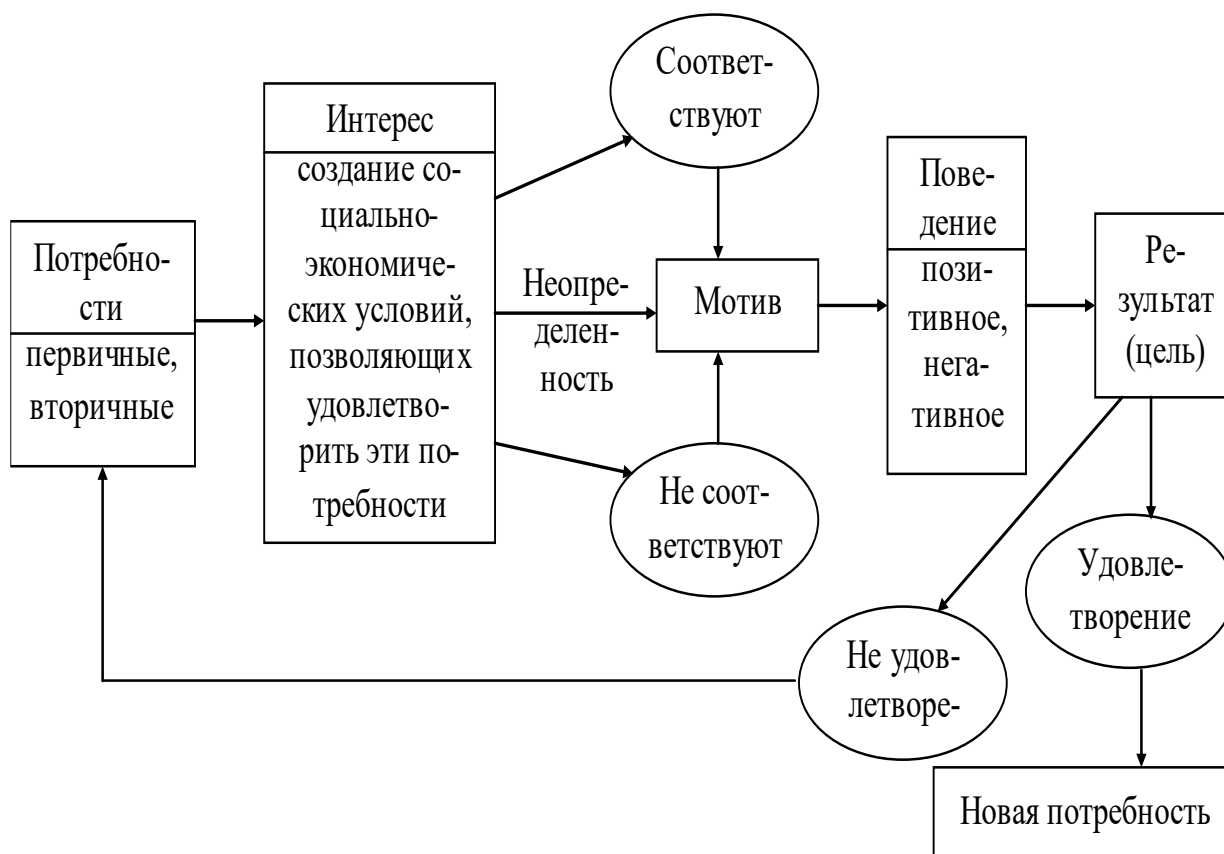 Потребно-
сти
первичные,
вторичные
Интерес
создание со-
циально-
экономиче-
ских условий,
позволяющих
удовлетво-
рить эти по-
требности
Соответ-
ствуют
Неопре-
делен-
ность
Не соот-
ветствуют
Мотив
Пове-
дение
пози-
тивное,
нега-
тивное
Ре-
зультат
(цель)
Не удов-
летворе-
Удовле-
творение
Новая потребность